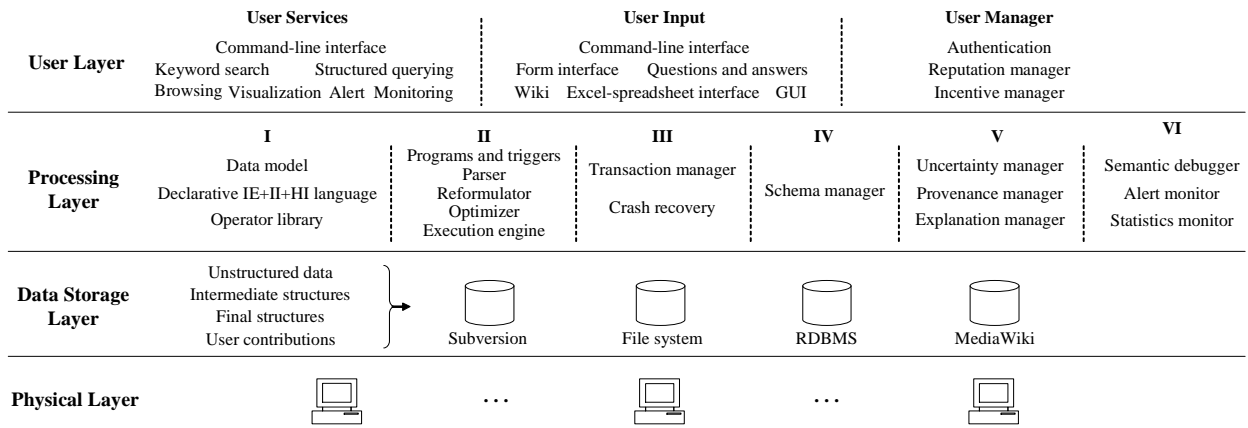 User Services User Input User Manager
User Layer
Command-line interface Command-line interface Authentication
Keyword search Structured querying Form interface Questions and answers Reputation manager
Browsing Visualization Alert Monitoring Wiki Excel-spreadsheet interface GUI Incentive manager
Processing
Layer
I
Data model
Declarative IE+II+HI language
Operator library
II
Programs and triggers
Parser
Reformulator
Optimizer
Execution engine
III
Transaction manager
Crash recovery
IV
Schema manager
V
Uncertainty manager
Provenance manager
Explanation manager
VI
Semantic debugger
Alert monitor
Statistics monitor
Data Storage
Layer
Unstructured data
Intermediate structures
Final structures
User contributions
Subversion File system RDBMS MediaWiki
Physical Layer ... ...